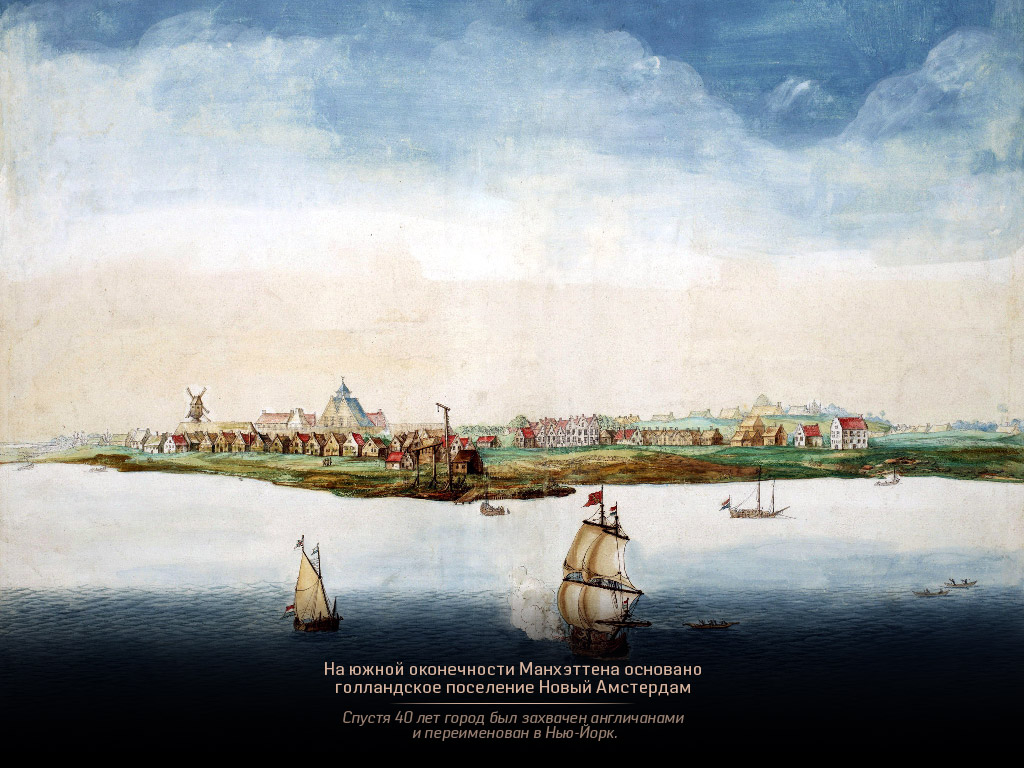 На южной оконечности Манхэттена основано
голландское поселение Новый Амстердам
Спустя 40 лет город был захвачен англичанами
и переименован в Нью-Йорк.